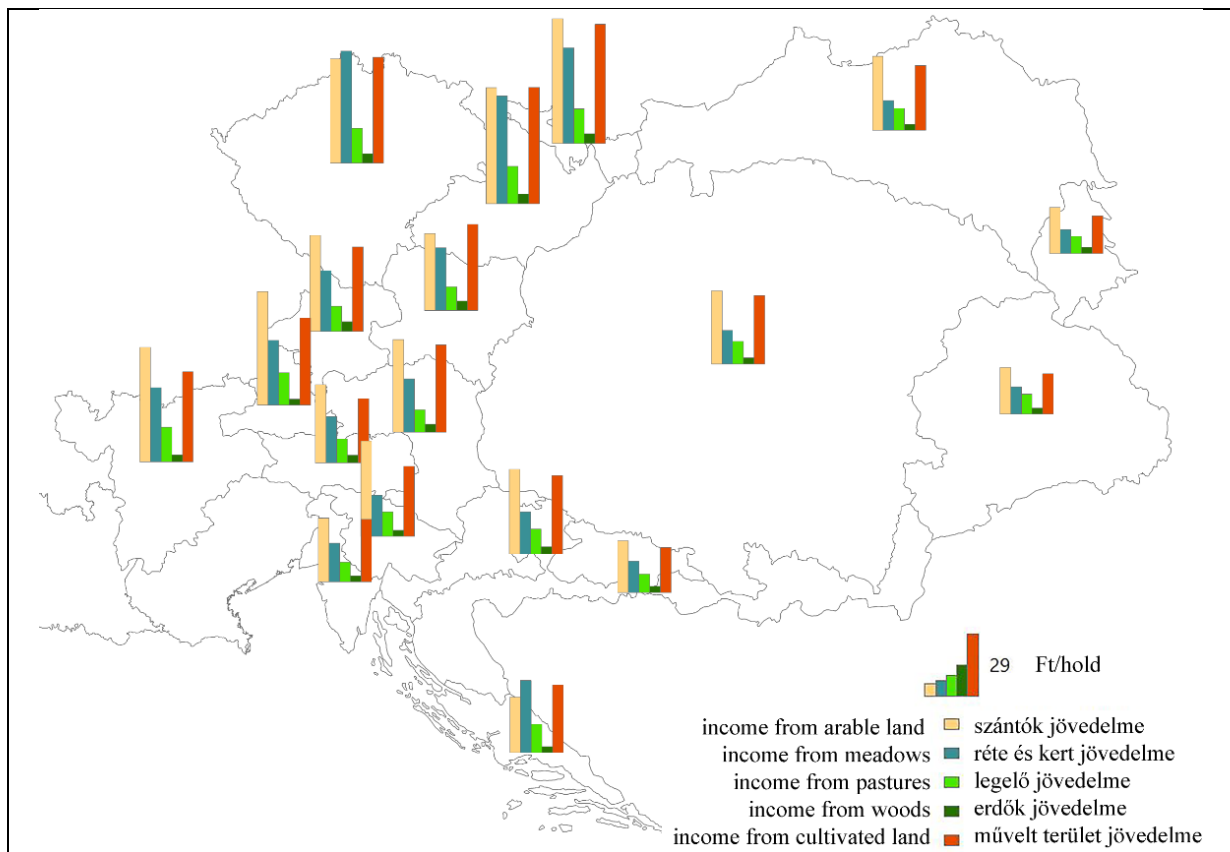 29 Ft/hold
income from arable land szántók jövedelme
income from meadows réte és kert jövedelme
income from pastures legelő jövedelme
income from woods erdők jövedelme
income from cultivated land művelt terület jövedelme